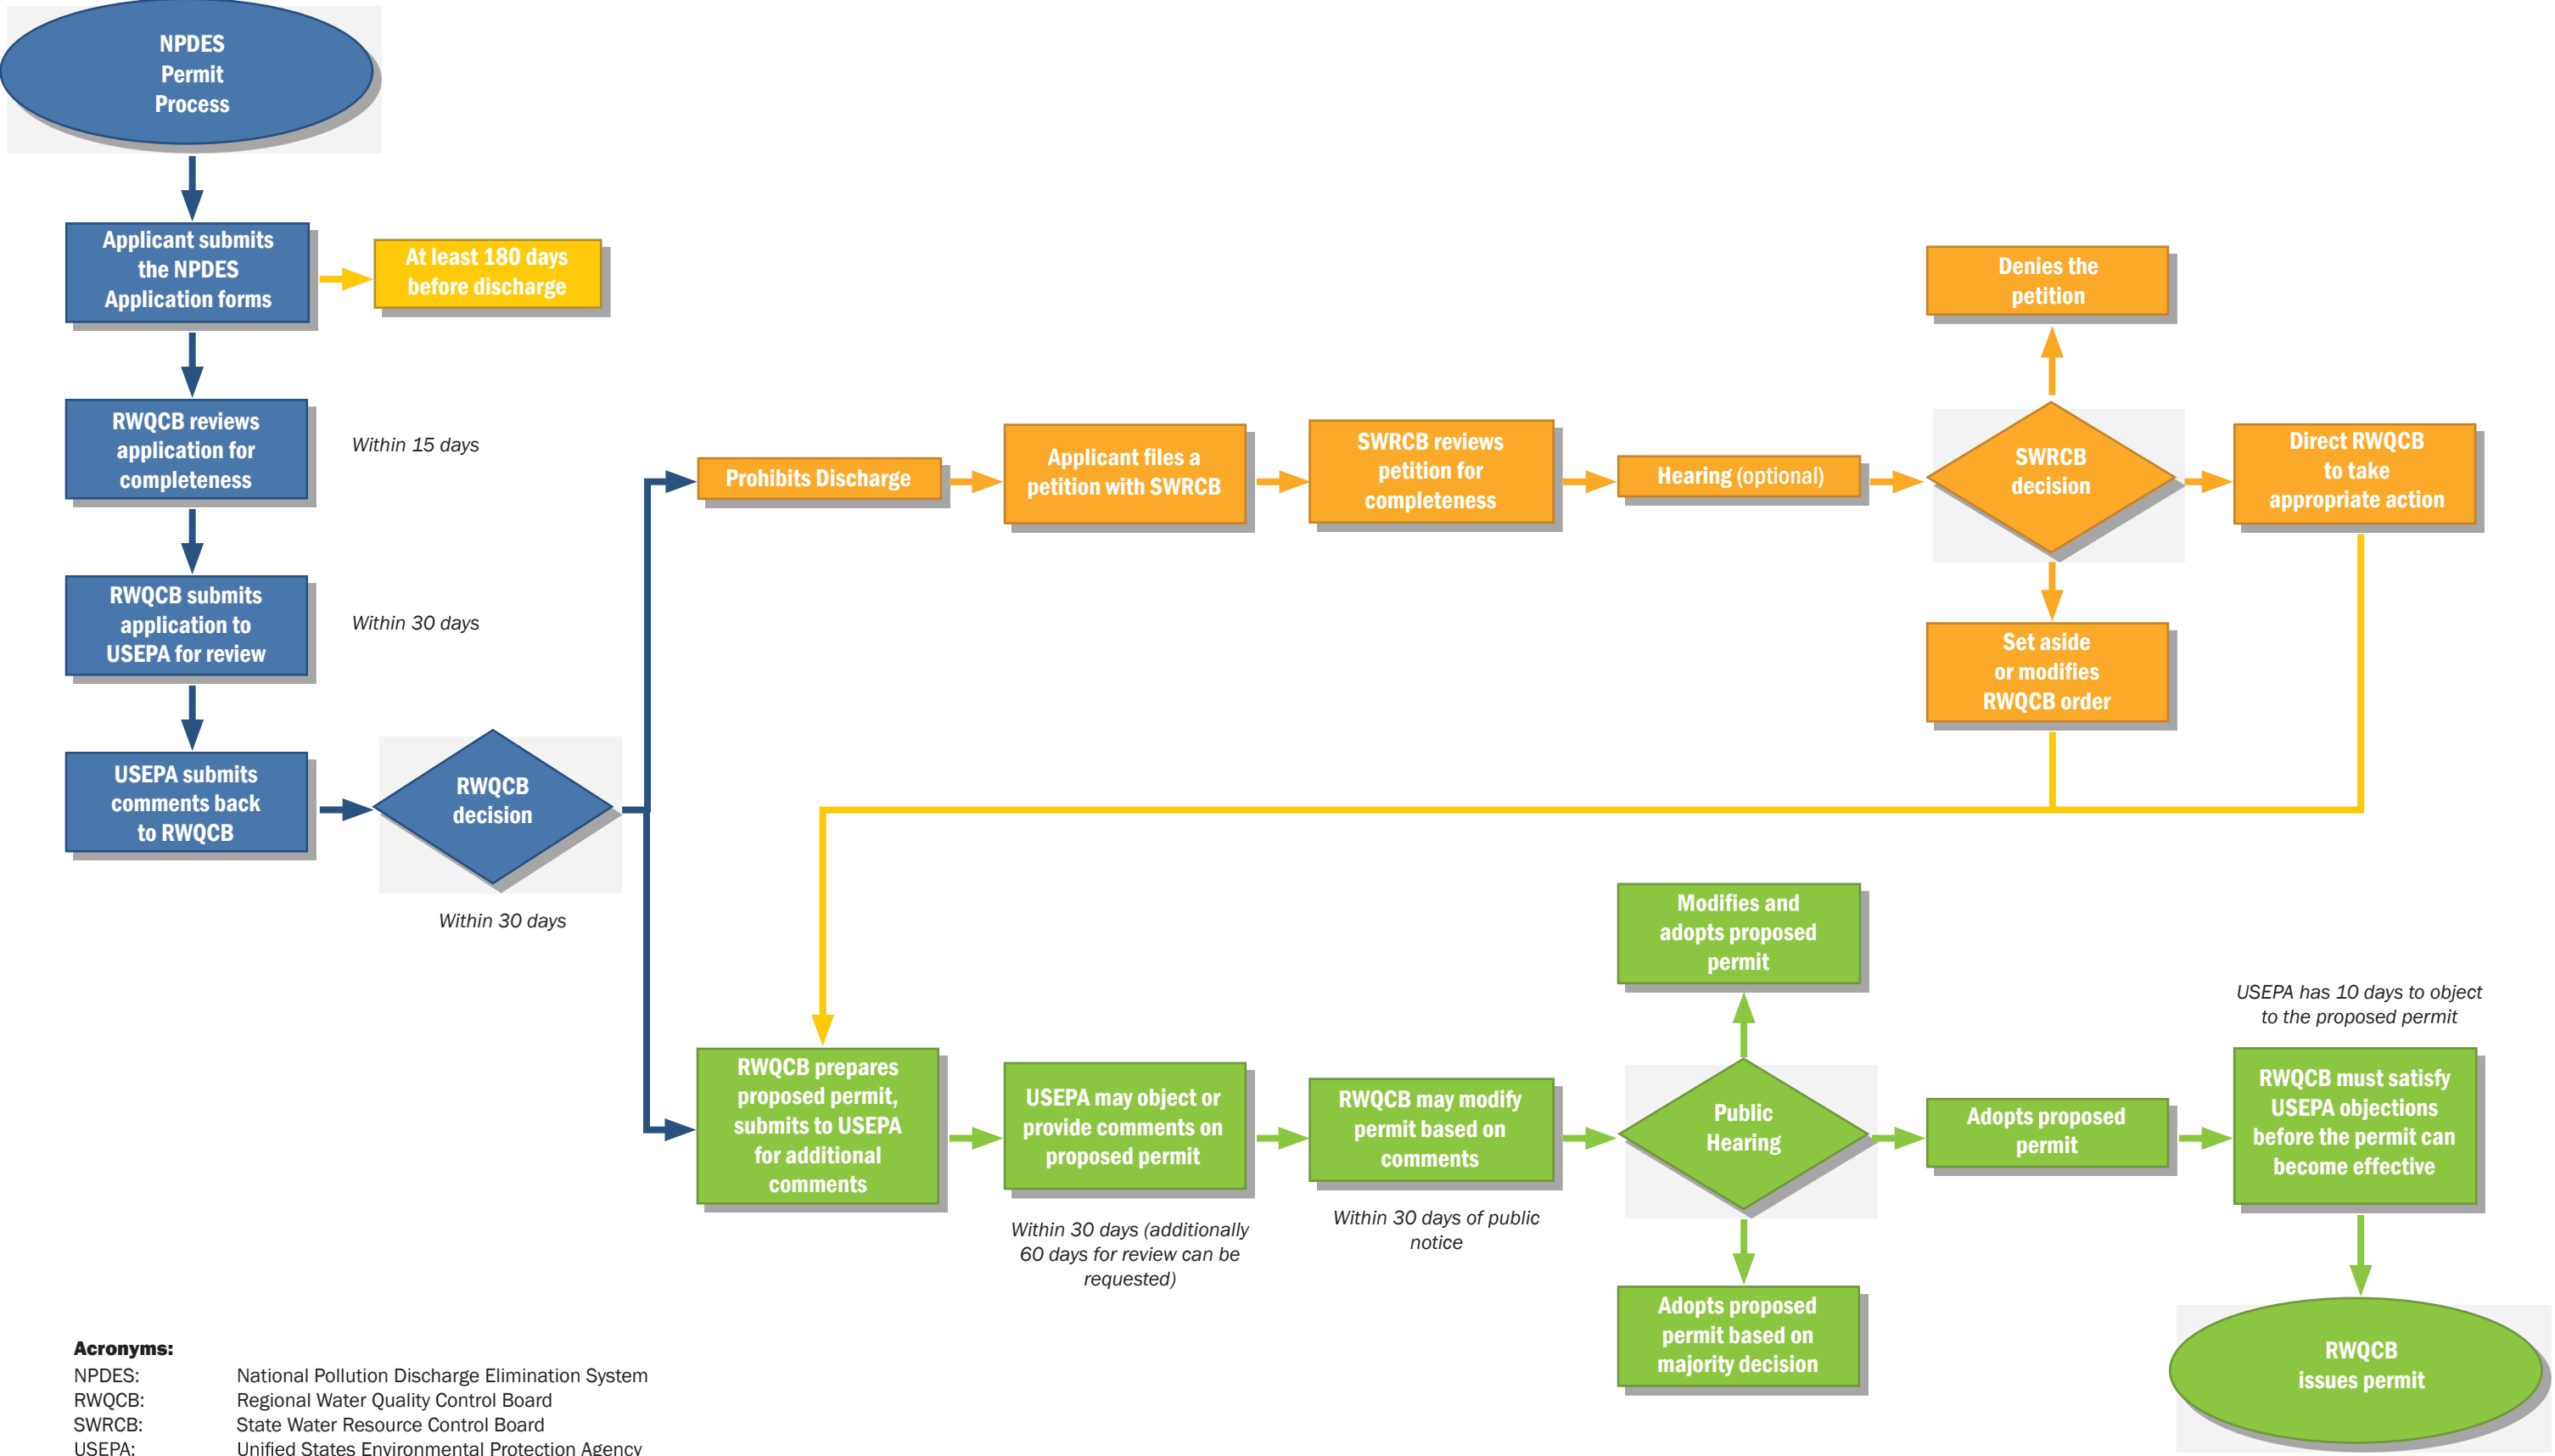 NPDES
Permit
Process
Applicant submits
the NPDES
Application forms
At least 180 days
before discharge
RWQCB reviews
application for
completeness
Within 15 days
RWQCB submits
application to
USEPA for review
Within 30 days
USEPA submits
comments back
to RWQCB
RWQCB
decision
Within 30 days
Prohibits Discharge
Applicant files a
petition with SWRCB
SWRCB reviews
petition for
completeness
Hearing (optional)
SWRCB
decision
Denies the
petition
Direct RWQCB
to take
appropriate action
Set aside
or modifies
RWQCB order
RWQCB prepares
proposed permit,
submits to USEPA
for additional
comments
USEPA may object or
provide comments on
proposed permit
Within 30 days (additionally
60 days for review can be
requested)
RWQCB may modify
permit based on
comments
Within 30 days of public
notice
Public
Hearing
Modifies and
adopts proposed
permit
Adopts proposed
permit based on
majority decision
Adopts proposed
permit
USEPA has 10 days to object
to the proposed permit
RWQCB must satisfy
USEPA objections
before the permit can
become effective
RWQCB
issues permit
Acronyms:
NPDES: National Pollution Discharge Elimination System
RWQCB: Regional Water Quality Control Board
SWRCB: State Water Resource Control Board
USEPA: Unified States Environmental Protection Agency